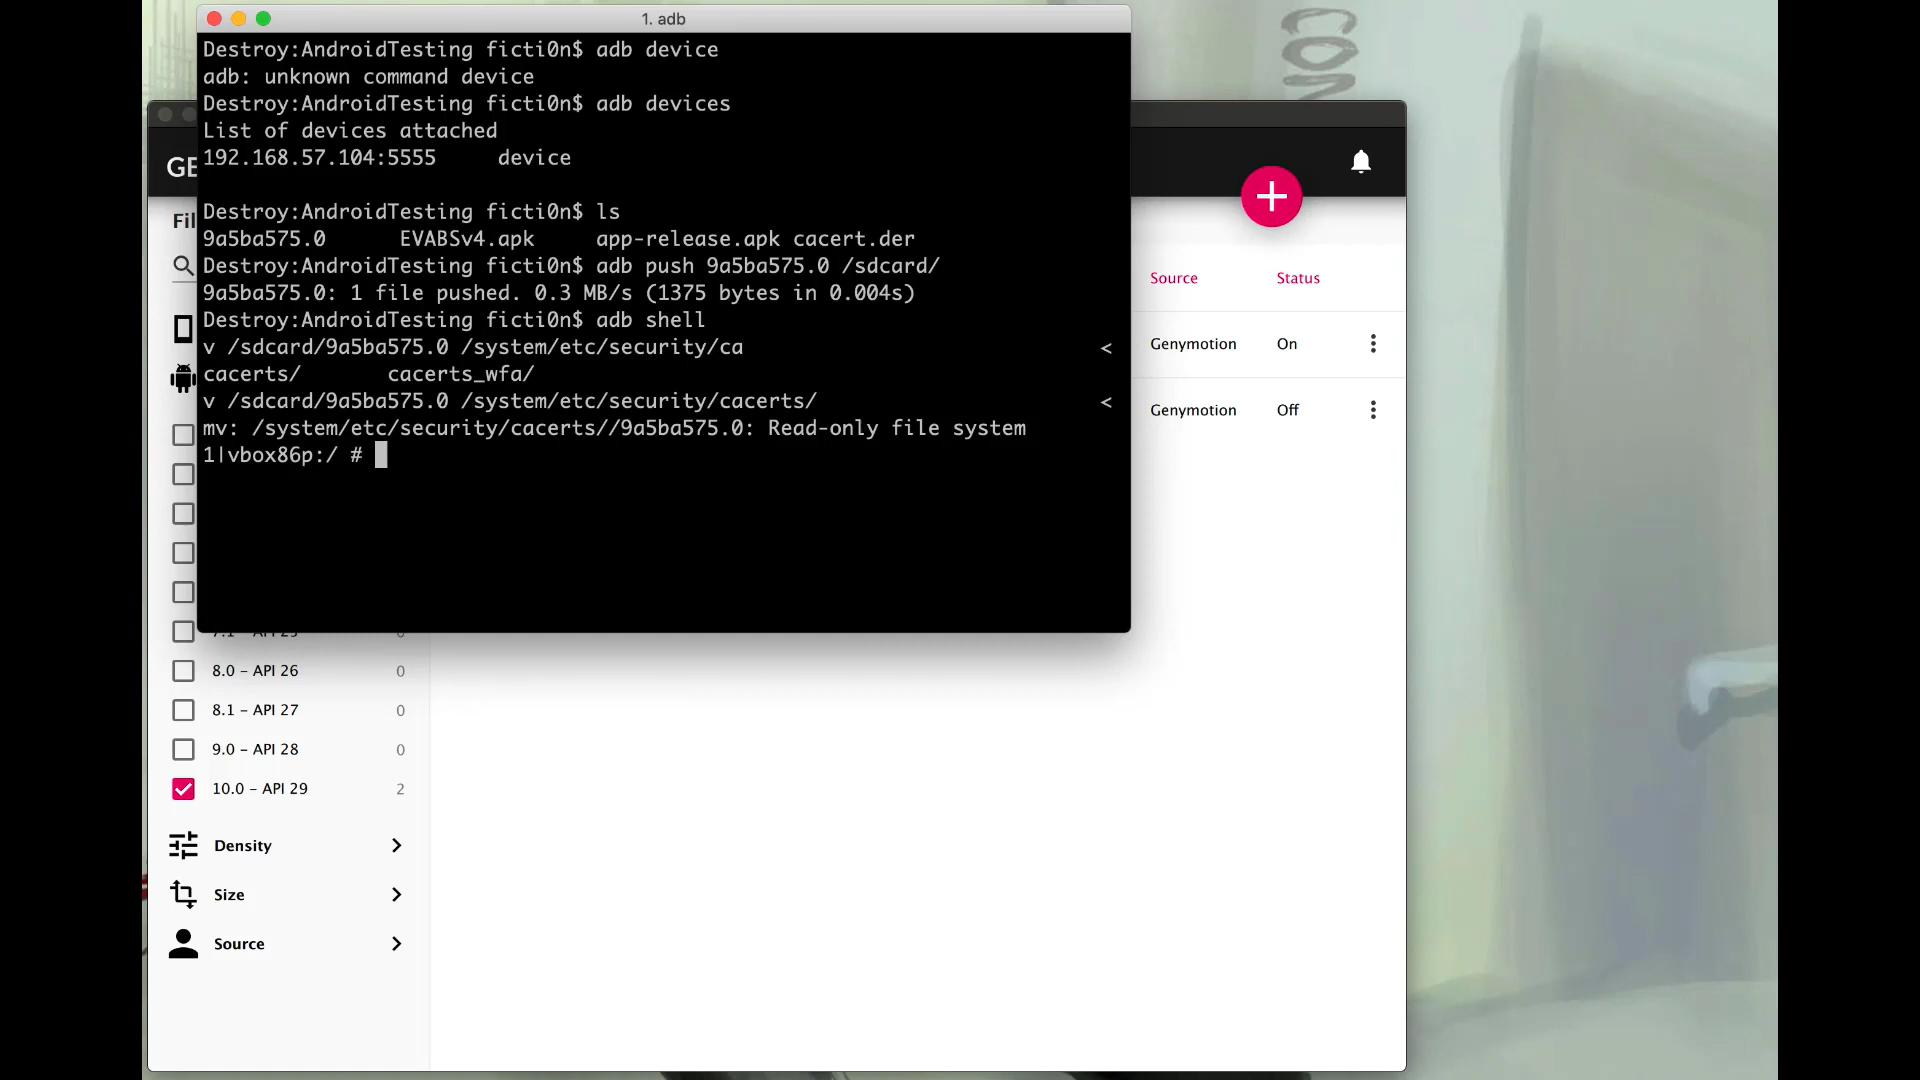 1. adb
Destroy:AndroidTesting ficti0n$ adb device
adb: unknown command device
Destroy:AndroidTesting ficti0n$ adb devices
List of devices attached
192.168.57.104:5555     device
Destroy:AndroidTesting ficti0n$ ls
9a5ba575.0      EVABSv4.apk     app-release.apk cacert.der
Destroy:AndroidTesting ficti0n$ adb push 9a5ba575.0 /sdcard/
9a5ba575.0: 1 file pushed. 0.3 MB/s (1375 bytes in 0.004s)
Destroy:AndroidTesting ficti0n$ adb shell
v /sdcard/9a5ba575.0 /system/etc/security/ca                             <
cacerts/       cacerts_wfa/
v /sdcard/9a5ba575.0 /system/etc/security/cacerts/                       <
mv: /system/etc/security/cacerts//9a5ba575.0: Read-only file system
1|vbox86p:/ #
GE
Fil
Source Status
Genymotion On
Genymotion Off
8.0 – API 26 0
8.1 – API 27 0
9.0 – API 28 0
10.0 – API 29 2
Density
Size
Source
CON